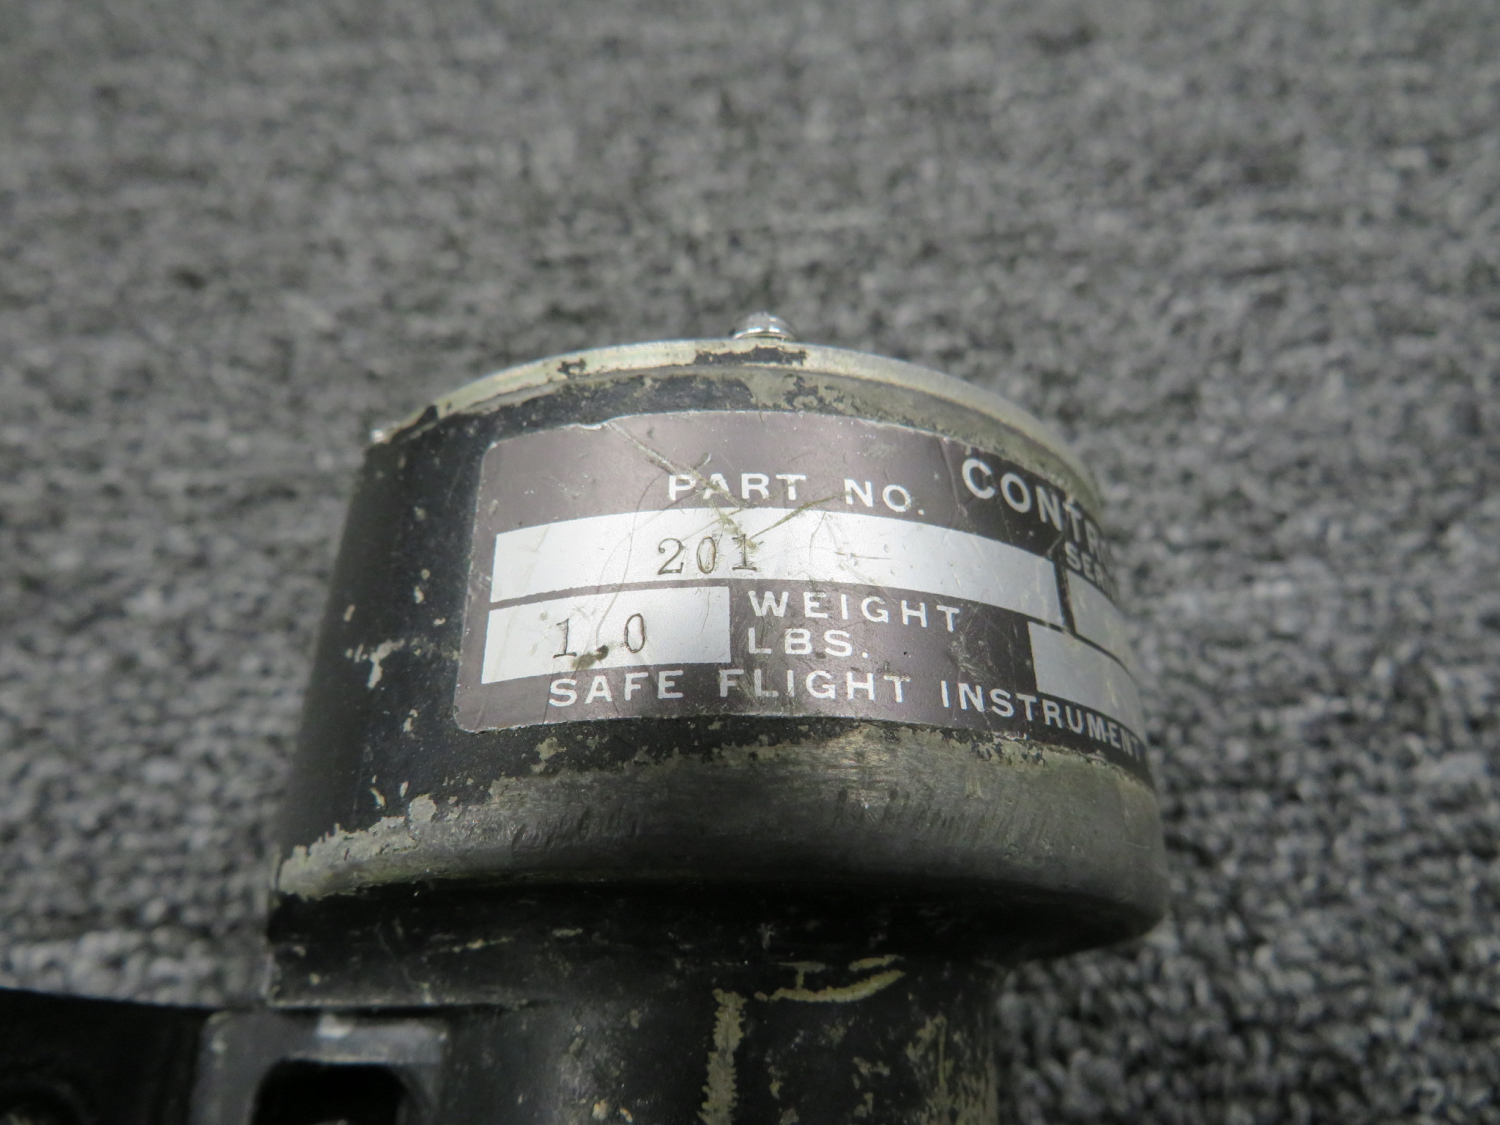 PART NO.
201
1.0 WEIGHT
LBS.
SAFE FLIGHT INSTRUMENT